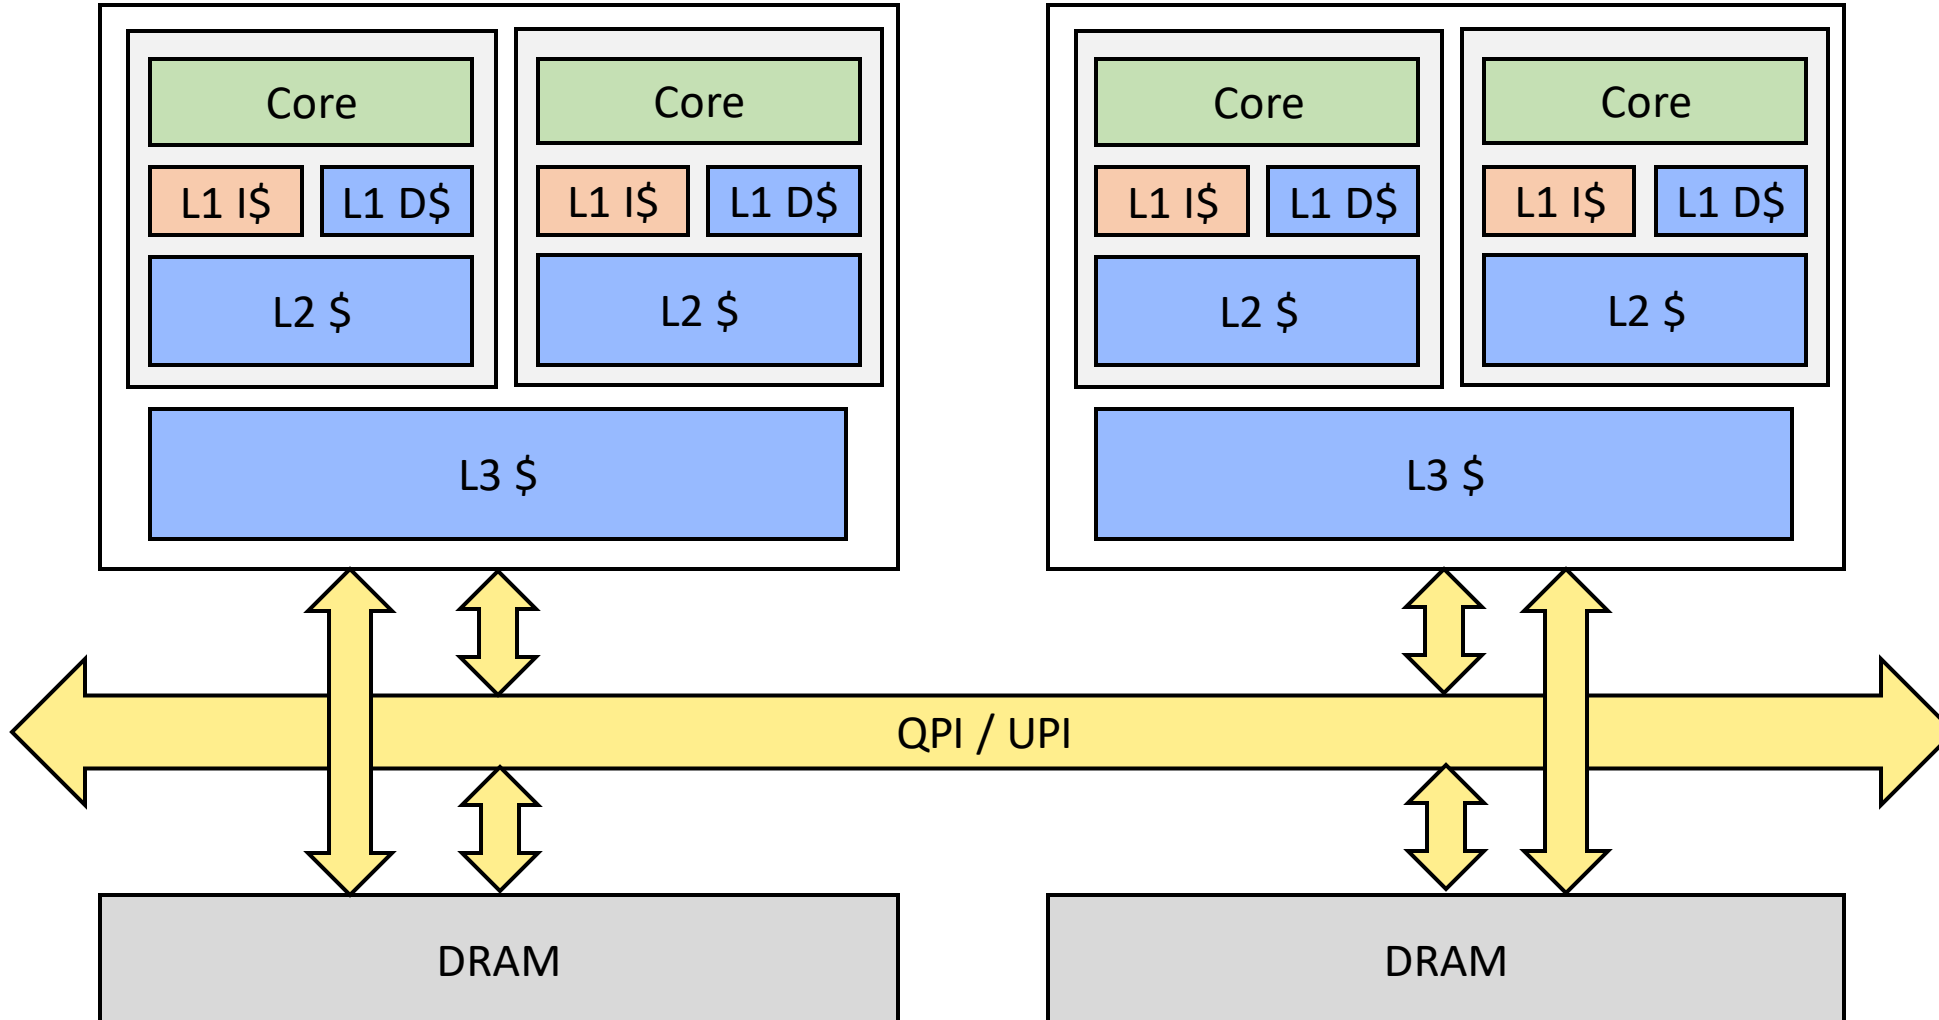 Core
Core
L1 I$
L1 D$
L1 I$
L1 D$
L2 $
L2 $
L3 $
Core
Core
L1 I$
L1 D$
L1 I$
L1 D$
L2 $
L2 $
L3 $
QPI / UPI
DRAM
DRAM